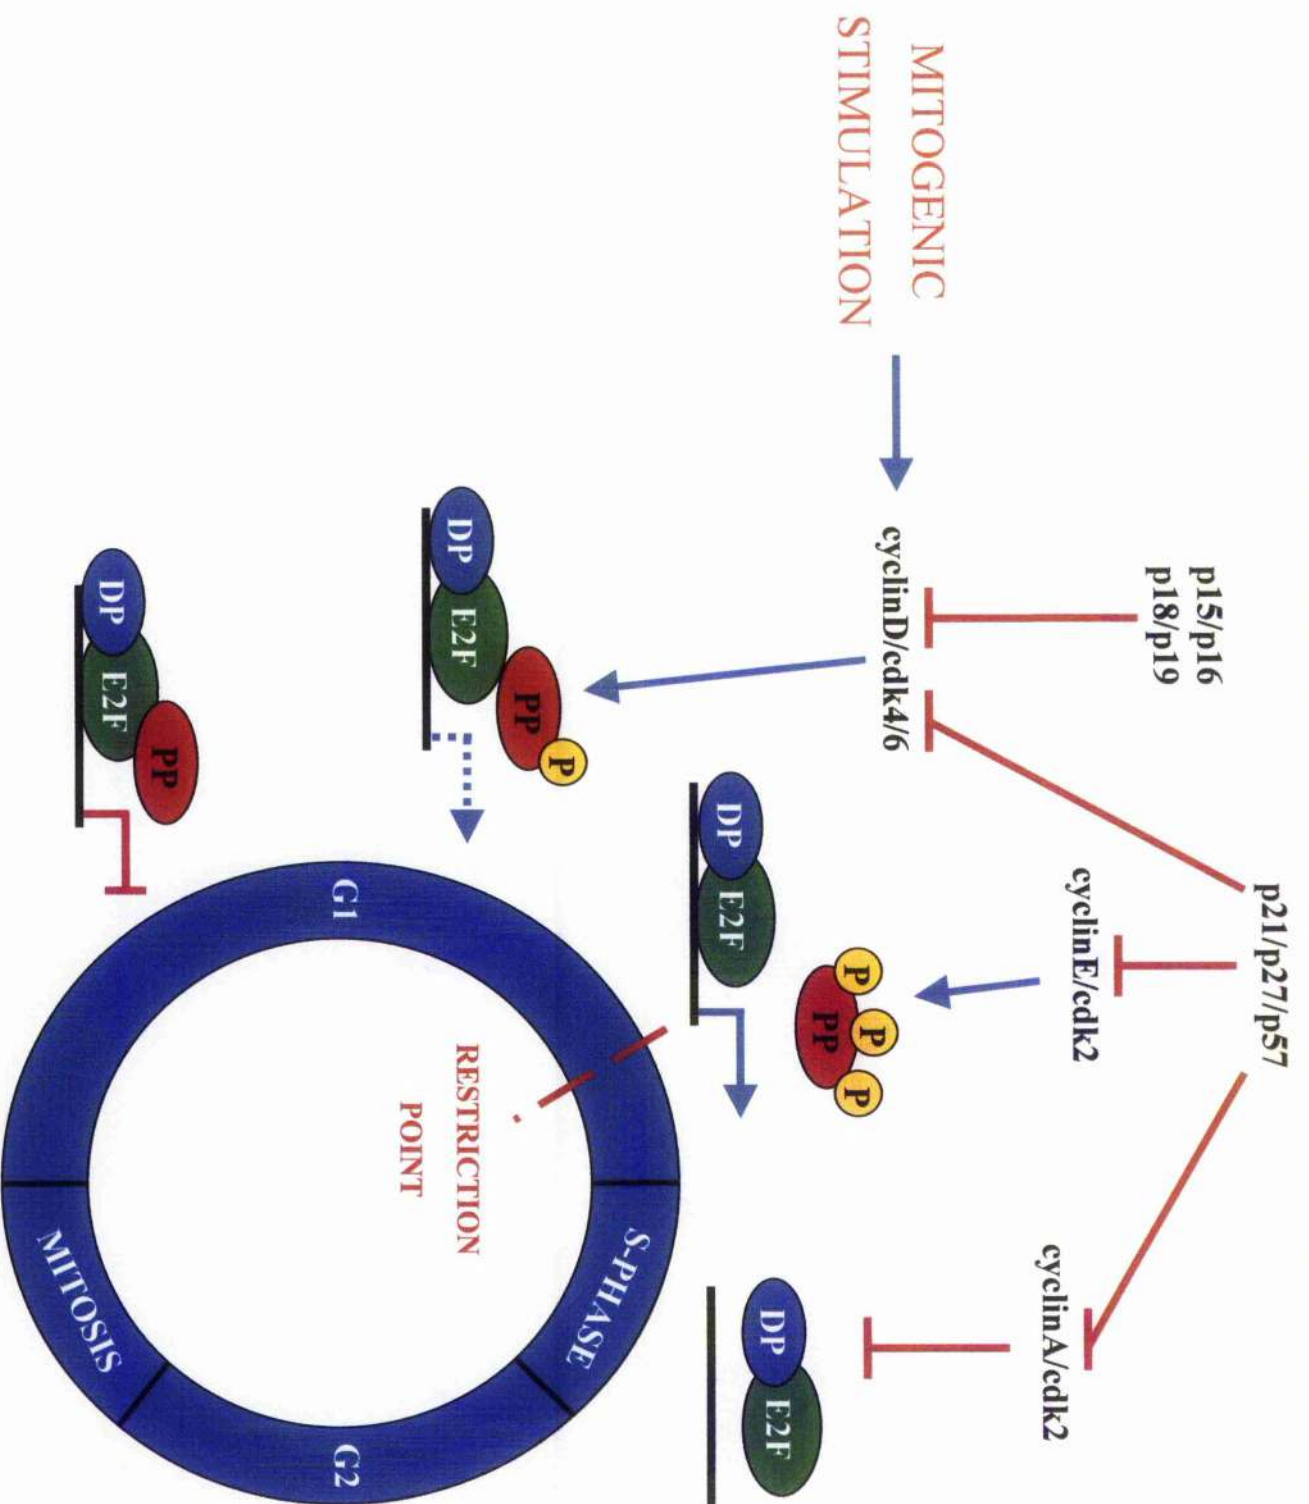 p15/p16
p18/p19
p21/p27/p57
MITOGENIC
STIMULATION
cyclinD/cdk4/6
cyclinE/cdk2
cyclinA/cdk2
P
P
P
PP
DP
E2F
DP
E2F
DP
E2F
PP
P
DP
E2F
PP
G1
S-PHASE
G2
MITOSIS
RESTRICTION
POINT